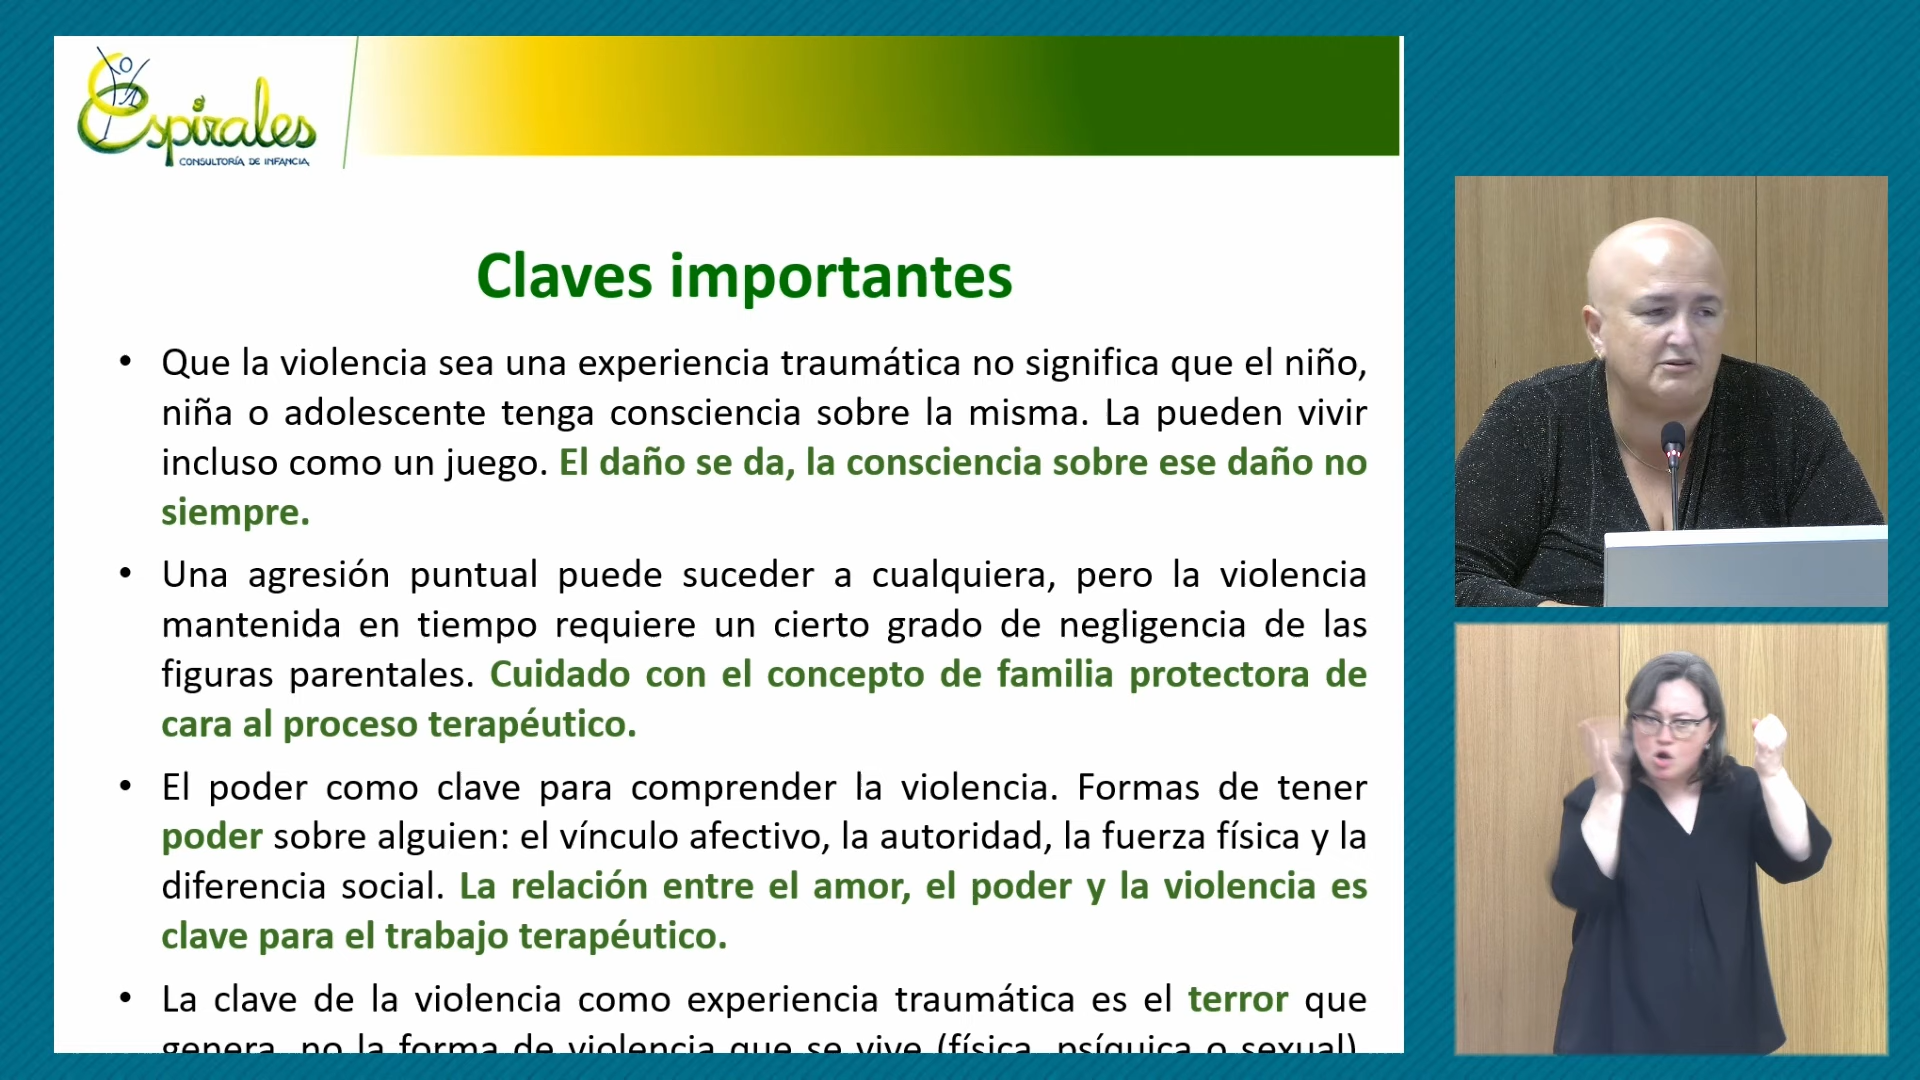 Espirales
CONSULTORÍA DE INFANCIA
Claves importantes
• Que la violencia sea una experiencia traumática no significa que el niño,
niña o adolescente tenga consciencia sobre la misma. La pueden vivir
incluso como un juego. El daño se da, la consciencia sobre ese daño no
siempre.
• Una agresión puntual puede suceder a cualquiera, pero la violencia
mantenida en tiempo requiere un cierto grado de negligencia de las
figuras parentales. Cuidado con el concepto de familia protectora de
cara al proceso terapéutico.
• El poder como clave para comprender la violencia. Formas de tener
poder sobre alguien: el vínculo afectivo, la autoridad, la fuerza física y la
diferencia social. La relación entre el amor, el poder y la violencia es
clave para el trabajo terapéutico.
• La clave de la violencia como experiencia traumática es el terror que
genera, no la forma de violencia que se vive (física, psíquica o sexual).